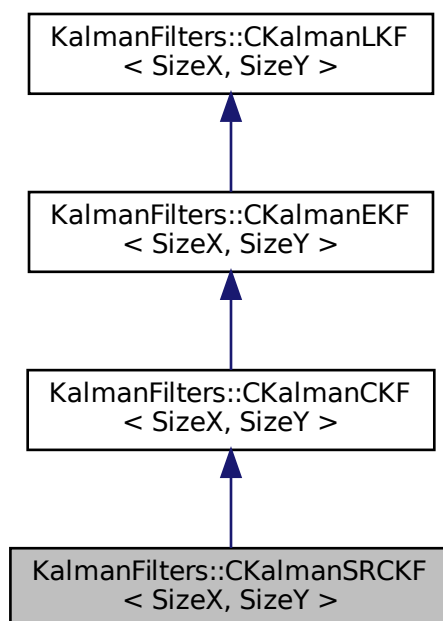 KalmanFilters::CKalmanLKF
< SizeX, SizeY >
KalmanFilters::CKalmanEKF
< SizeX, SizeY >
KalmanFilters::CKalmanCKF
< SizeX, SizeY >
KalmanFilters::CKalmanSRCKF
< SizeX, SizeY >